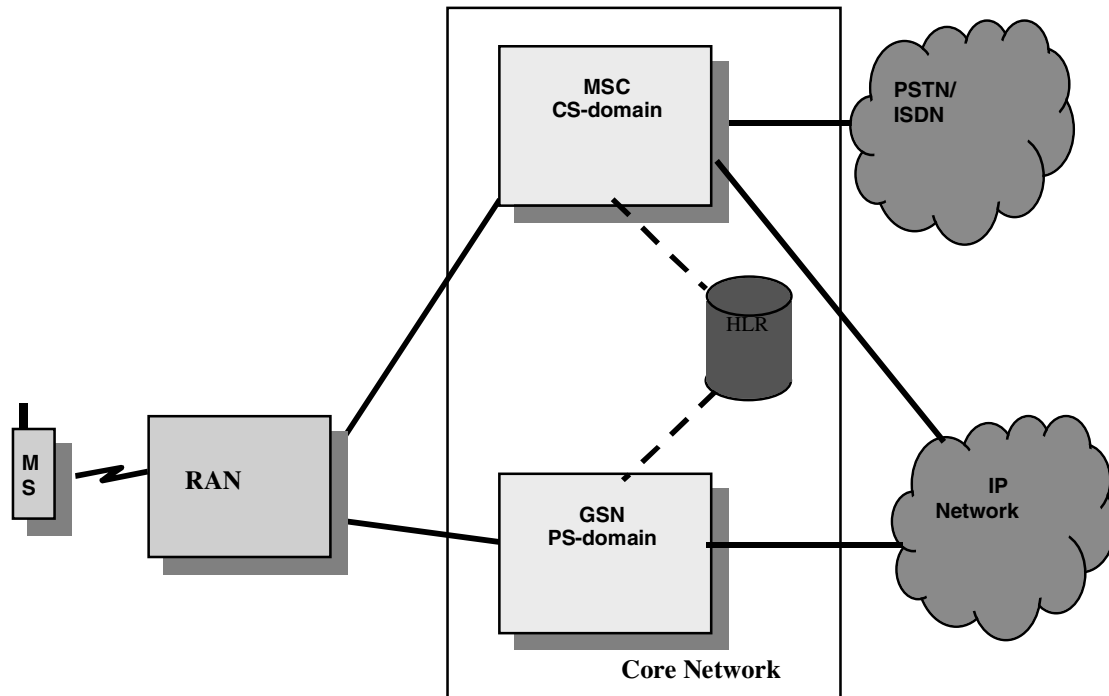 MSC
CS-domain
PSTN/
ISDN
HLR
M
S
RAN
GSN
PS-domain
IP
Network
Core Network